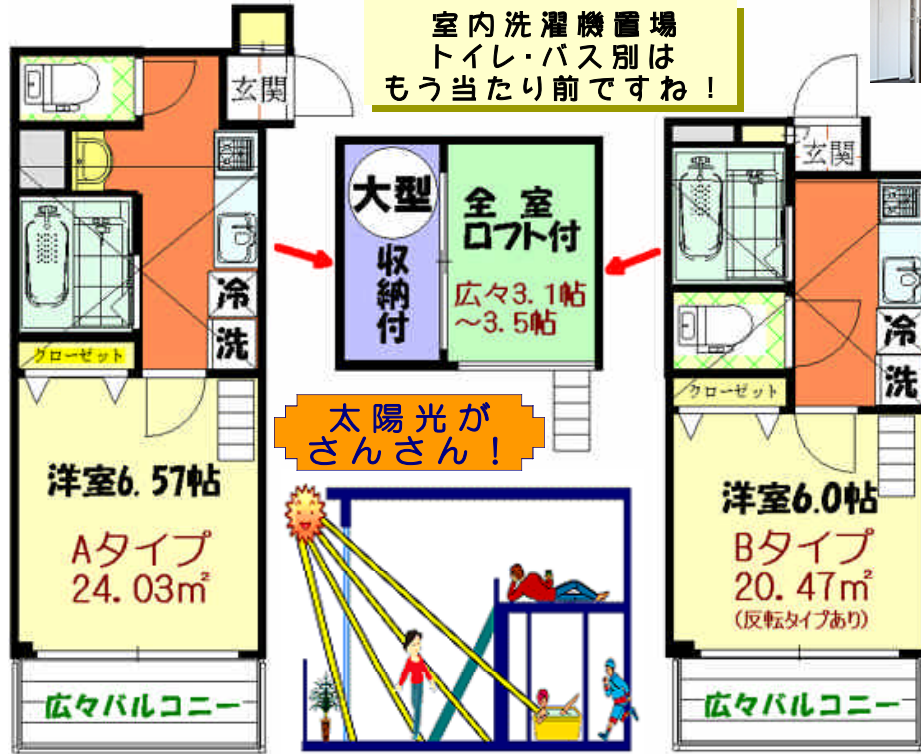 室内洗濯機置場
トイレ・バス別は
もう当たり前ですね！
玄関
冷
洗
クローゼット
洋室6.57帖
Aタイプ
24.03㎡
広々バルコニー
大型
収納付
全室
ロフト付
広々3.1帖
～3.5帖
太陽光が
さんさん！
玄関
冷
洗
クローゼット
洋室6.0帖
Bタイプ
20.47㎡
(反転タイプあり)
広々バルコニー